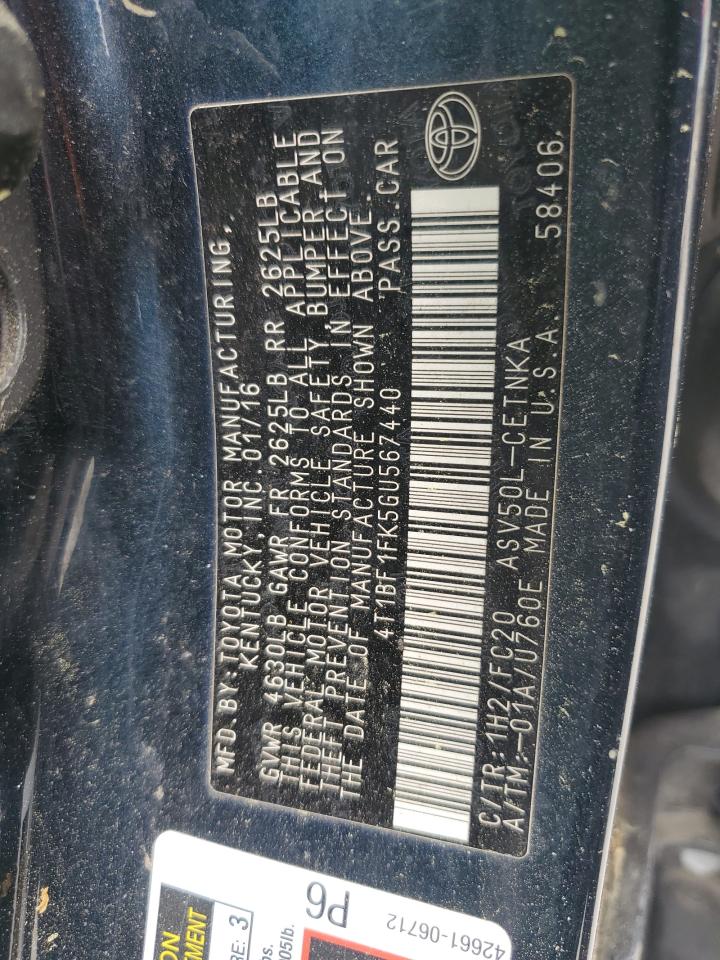 MFD.BY:TOYOTA MOTOR MANUFACTURING,
KENTUCKY,INC. 01/16
GVWR 4630LB GAWR FR 2625LB RR 2625LB
THIS VEHICLE CONFORMS TO ALL APPLICABLE
FEDERAL MOTOR VEHICLE SAFETY,BUMPER AND
THEFT PREVENTION STANDARDS IN EFFECT ON
THE DATE OF MANUFACTURE SHOWN ABOVE.
4T1BF1FK5GU567440 PASS.CAR
C/TR:1H2/FC20 ASV50L-CETNKA
A/TM:-01A/U760E MADE IN U.S.A. 58406
P6
42661-06712